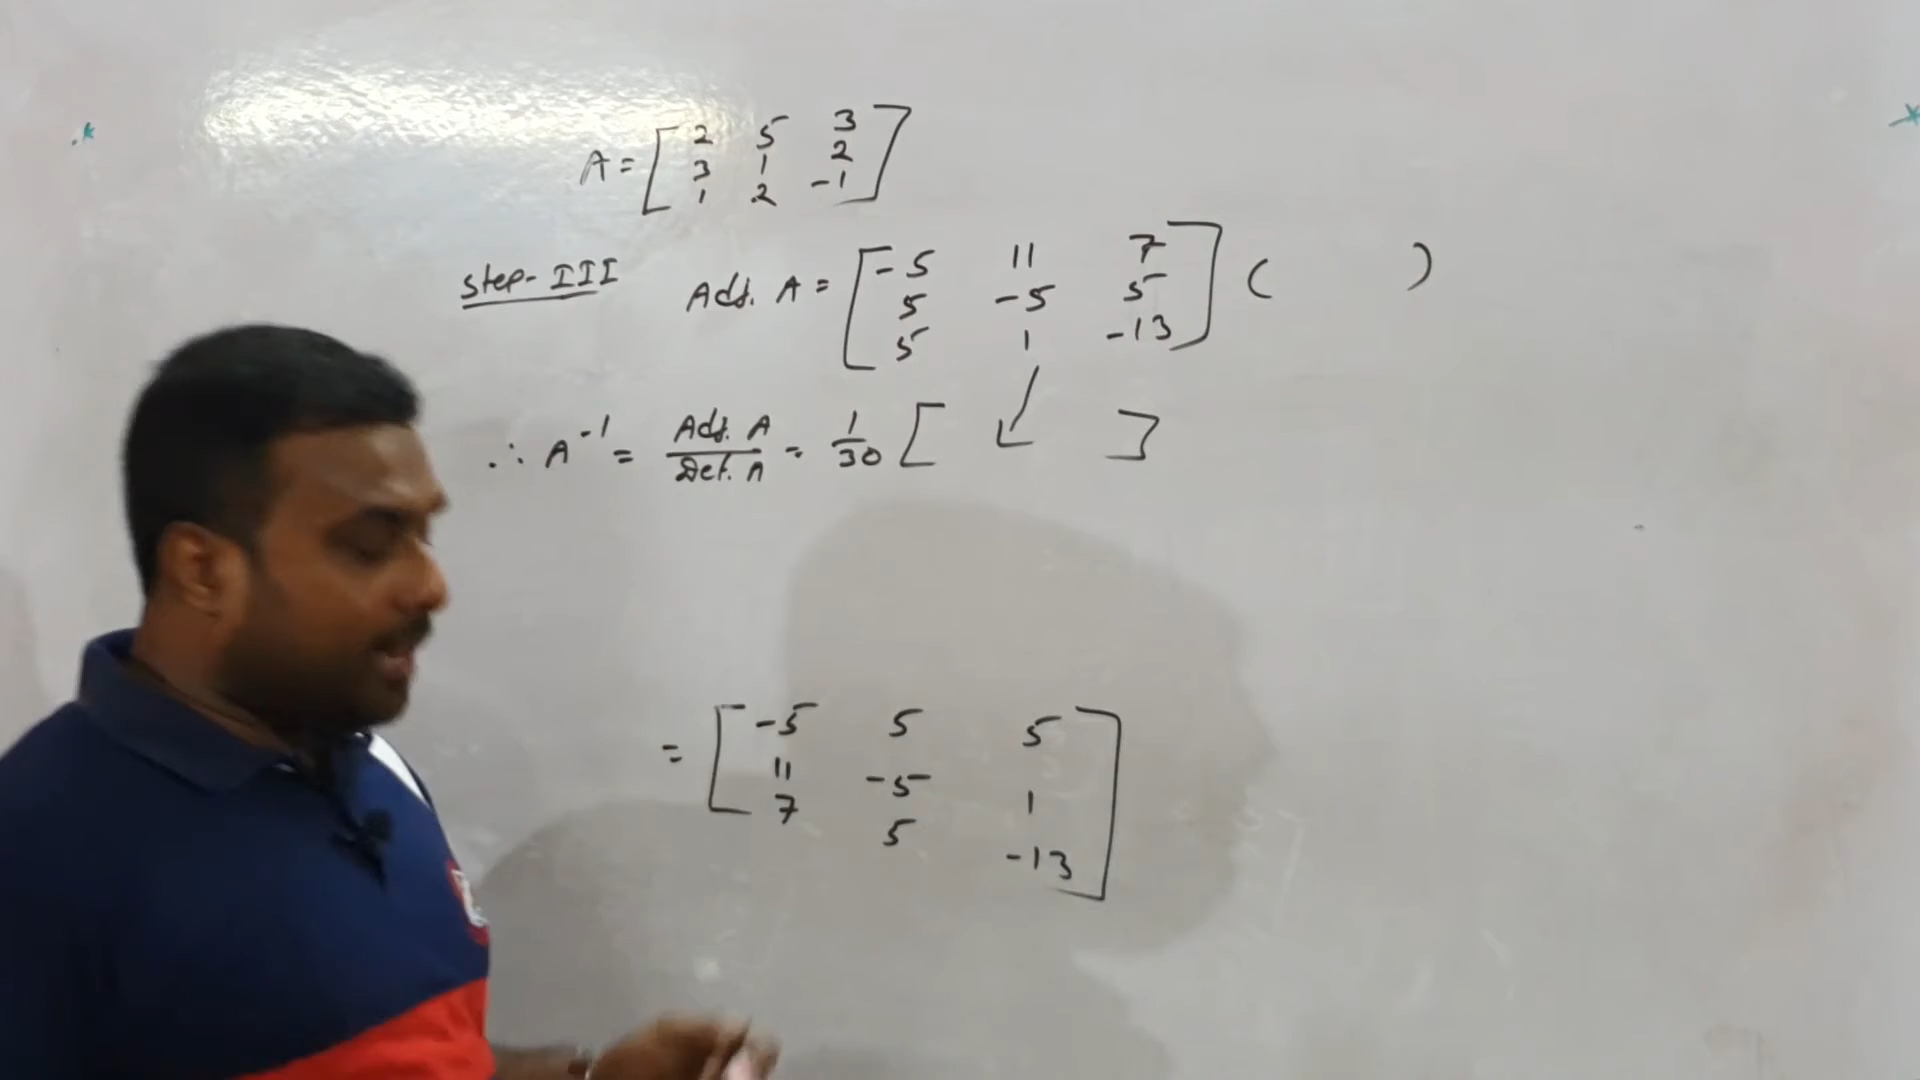 A = [ 2 5 3
3 1 2
1 2 -1 ]
Step-III Adj. A = [ -5 11 7
5 -5 5
5 1 -13 ] ( )
∴ A⁻¹ = Adj. A / Det. A = 1/30 [ ↙ ]
= [ -5 5 5
11 -5 1
7 5 -13 ]